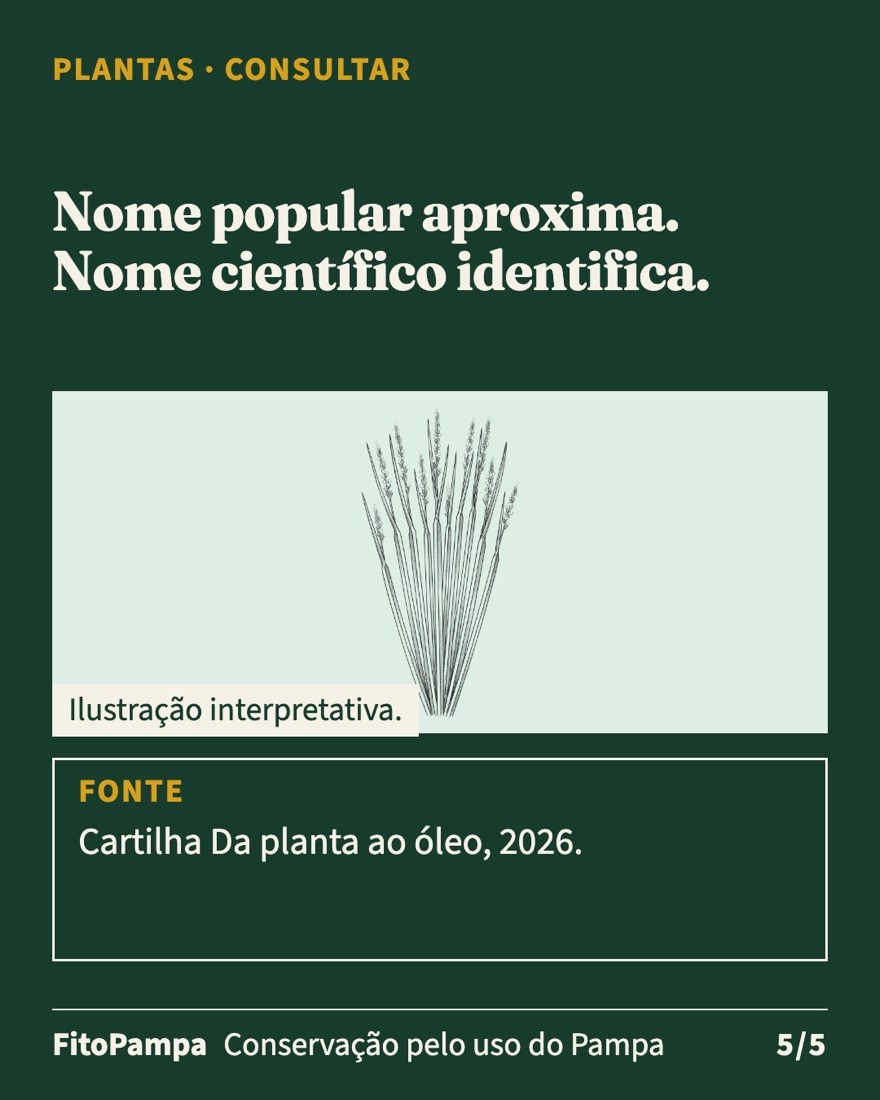 PLANTAS · CONSULTAR
Nome popular aproxima.
Nome científico identifica.
Ilustração interpretativa.
FONTE
Cartilha Da planta ao óleo, 2026.
FitoPampa Conservação pelo uso do Pampa 5/5